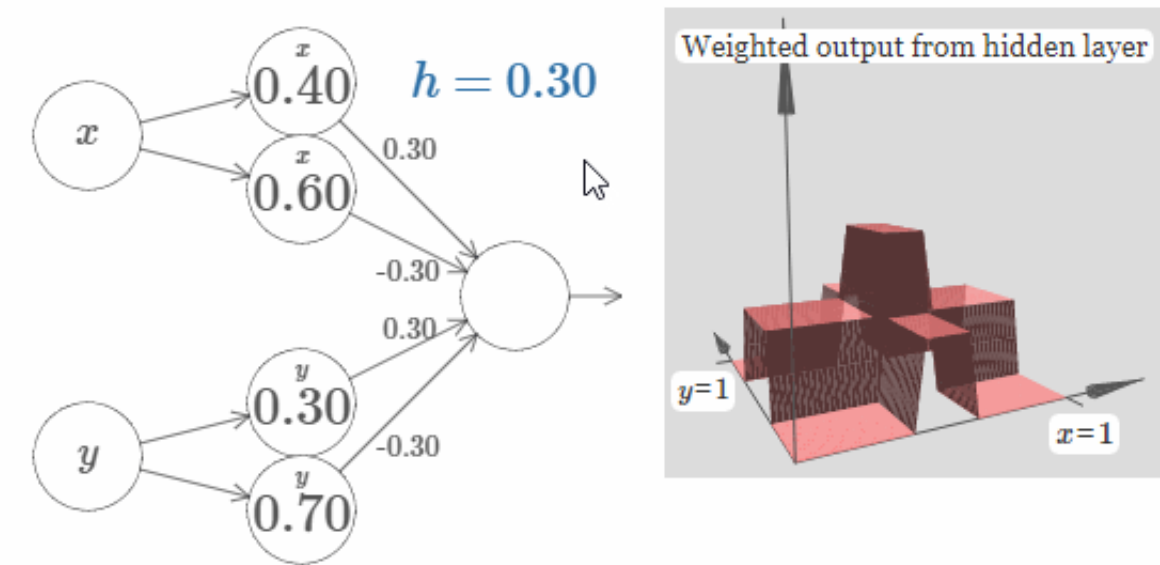 x
x
0.40
x
0.60
h = 0.30
0.30
-0.30
y
y
0.30
y
0.70
0.30
-0.30
Weighted output from hidden layer
y=1
x=1